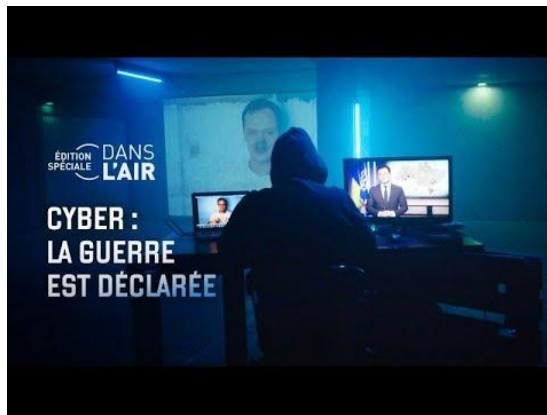 ÉDITION
SPÉCIALE
DANS
L'AIR
CYBER :
LA GUERRE
EST DÉCLARÉE